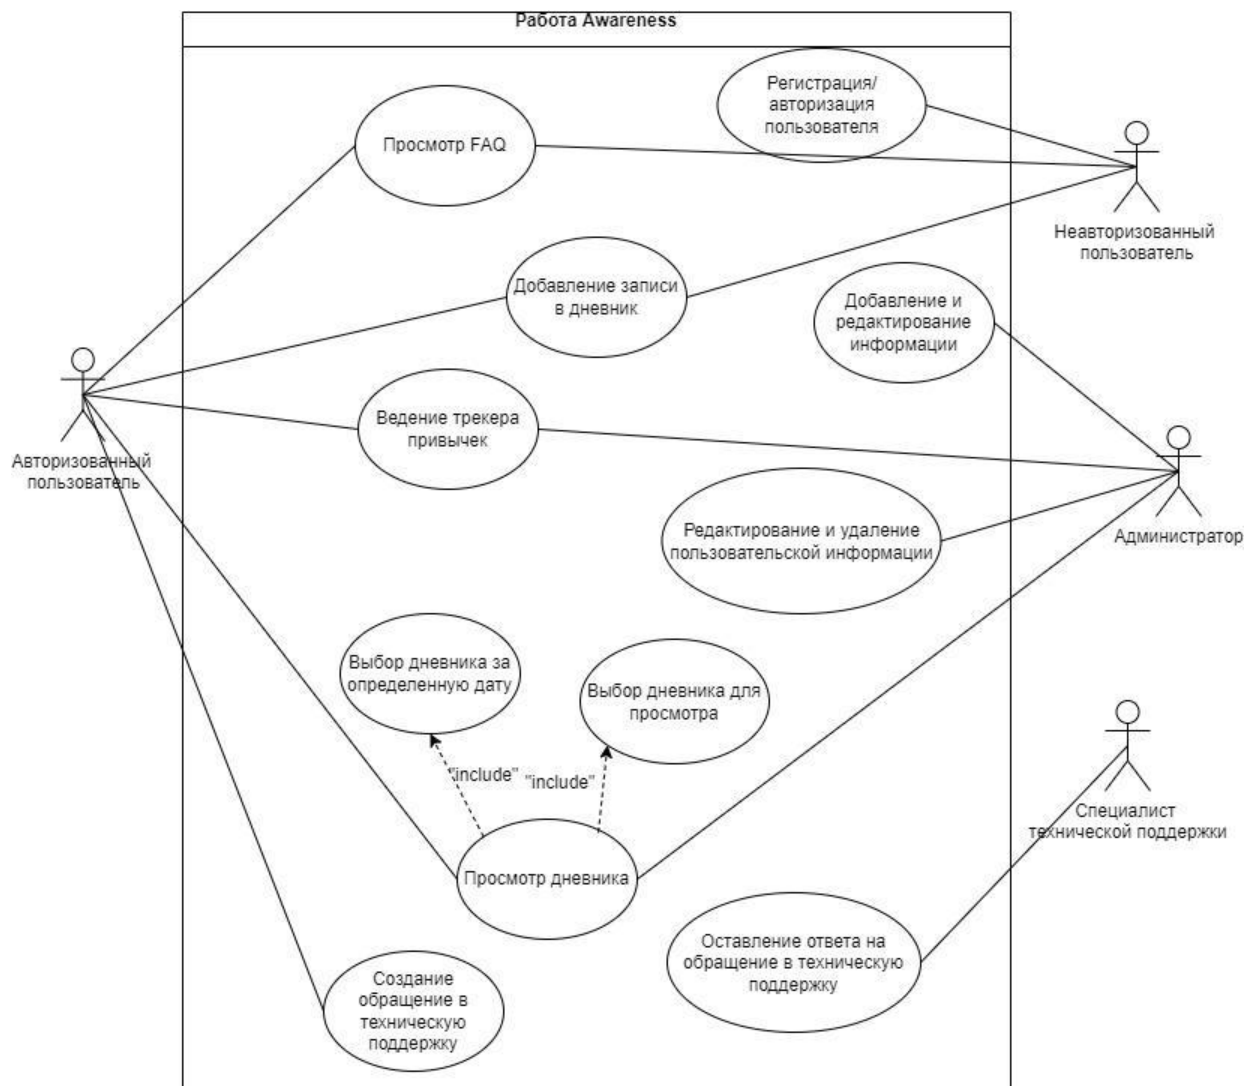 Работа Awareness
Регистрация/
авторизация
пользователя
Просмотр FAQ
Неавторизованный
пользователь
Добавление записи
в дневник
Добавление и
редактирование
информации
Авторизованный
пользователь
Ведение трекера
привычек
Редактирование и удаление
пользовательской информации
Администратор
Выбор дневника за
определенную дату
Выбор дневника для
просмотра
"include"
"include"
Специалист
технической поддержки
Просмотр дневника
Оставление ответа на
обращение в техническую
поддержку
Создание
обращение в
техническую
поддержку